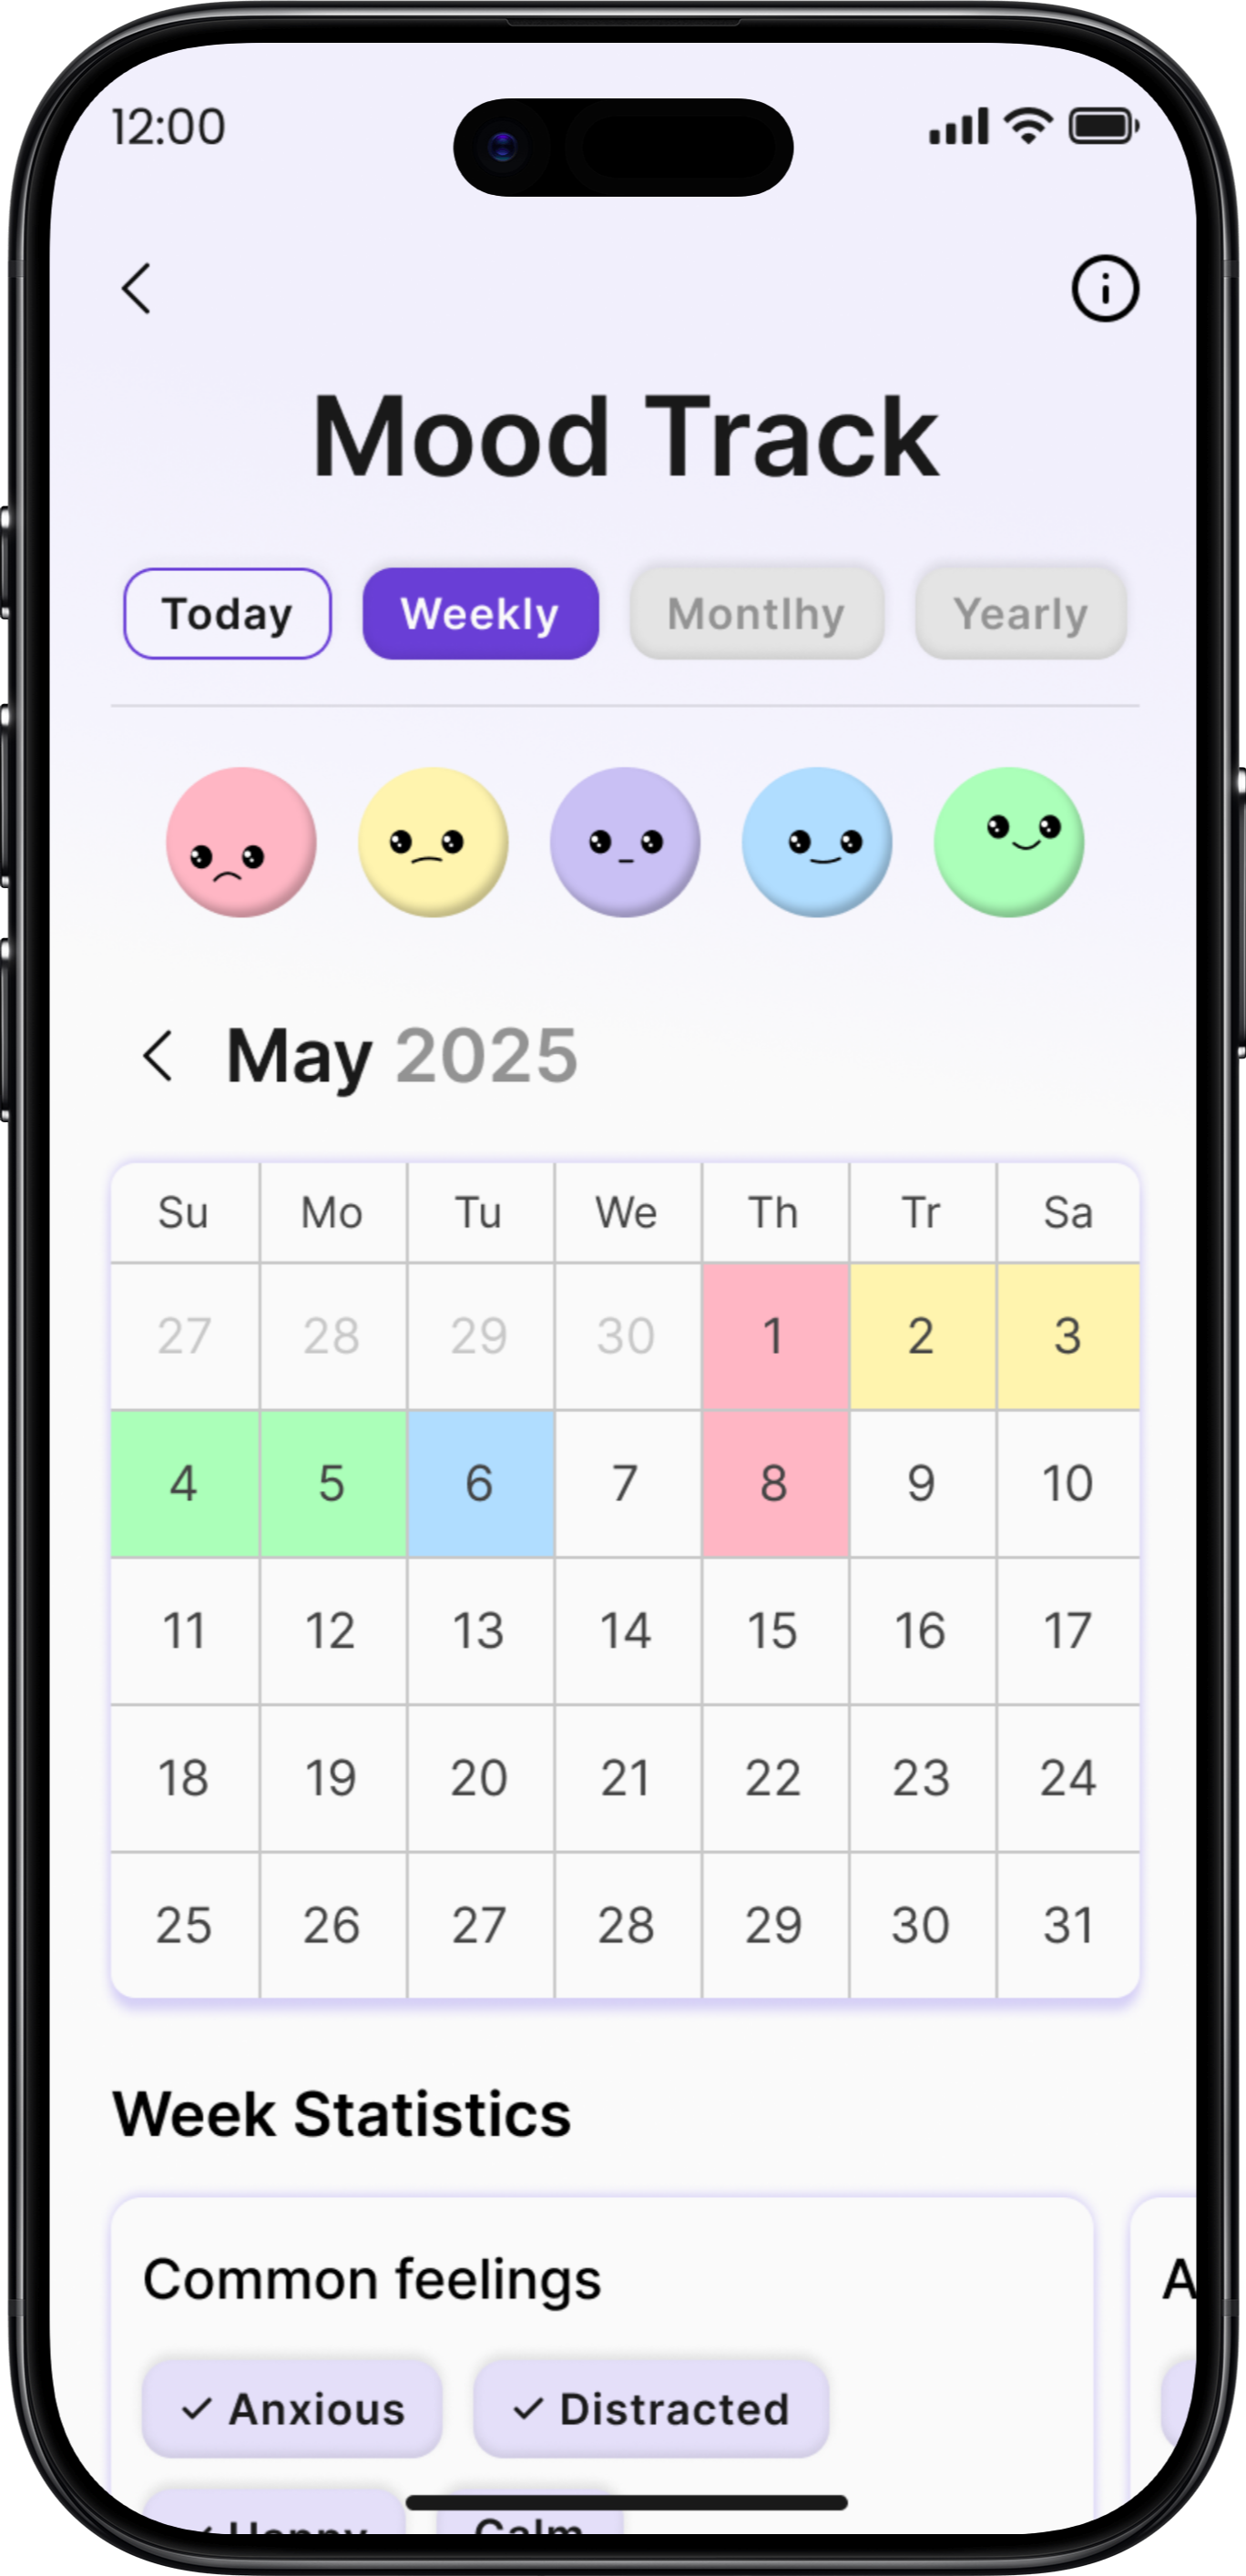 12:00
Mood Track
Today Weekly Montlhy Yearly
May 2025
Su Mo Tu We Th Tr Sa
27 28 29 30 1 2 3
4 5 6 7 8 9 10
11 12 13 14 15 16 17
18 19 20 21 22 23 24
25 26 27 28 29 30 31
Week Statistics
Common feelings A
Anxious Distracted
Happy Calm